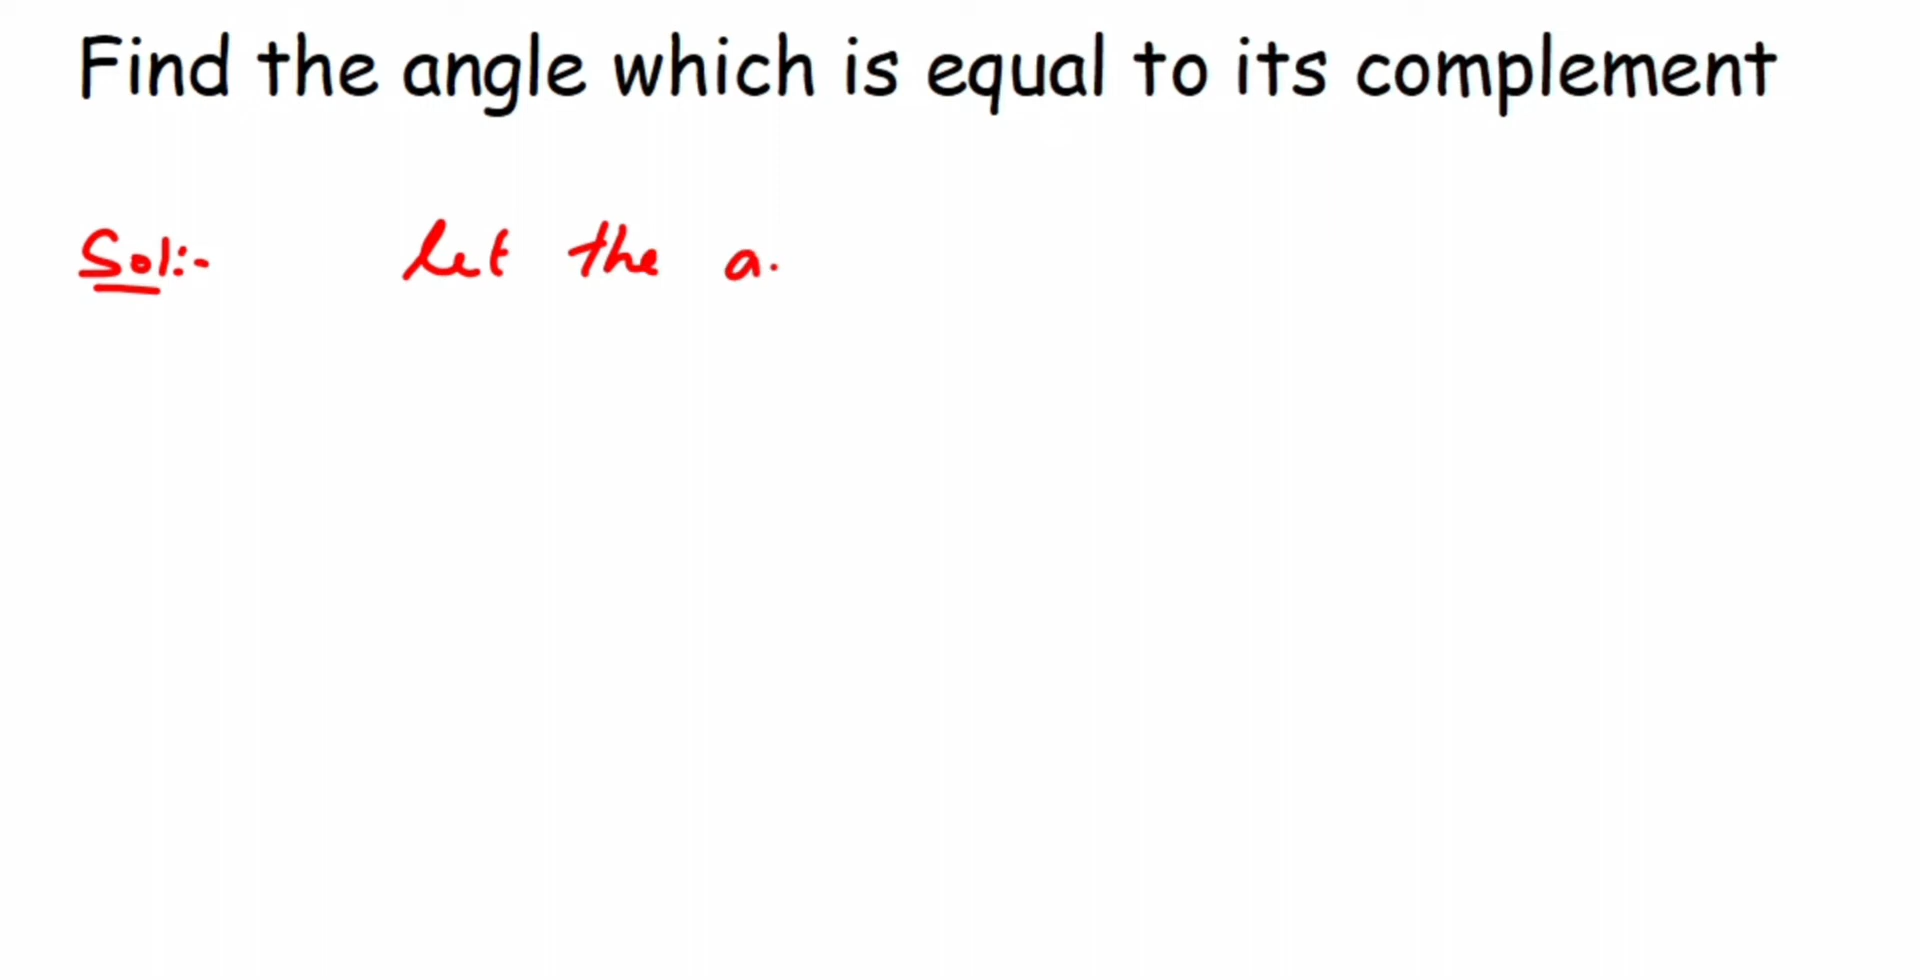 Find the angle which is equal to its complement
Sol:- let the a.